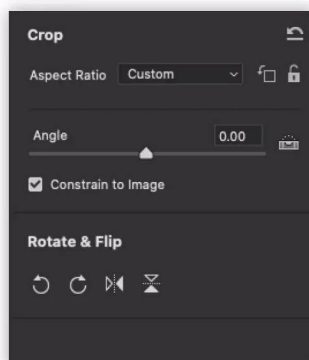 Crop
Aspect Ratio Custom
Angle 0.00
Constrain to Image
Rotate & Flip